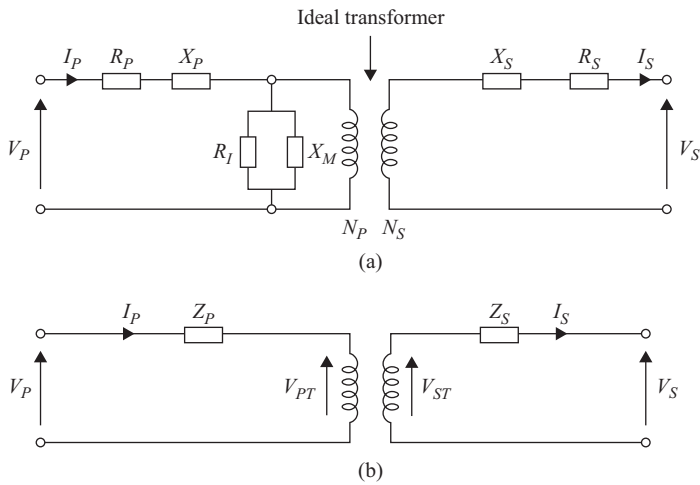 Ideal transformer
I_P R_P X_P X_S R_S I_S
V_P R_I X_M V_S
N_P N_S
(a)
I_P Z_P Z_S I_S
V_P V_PT V_ST V_S
(b)